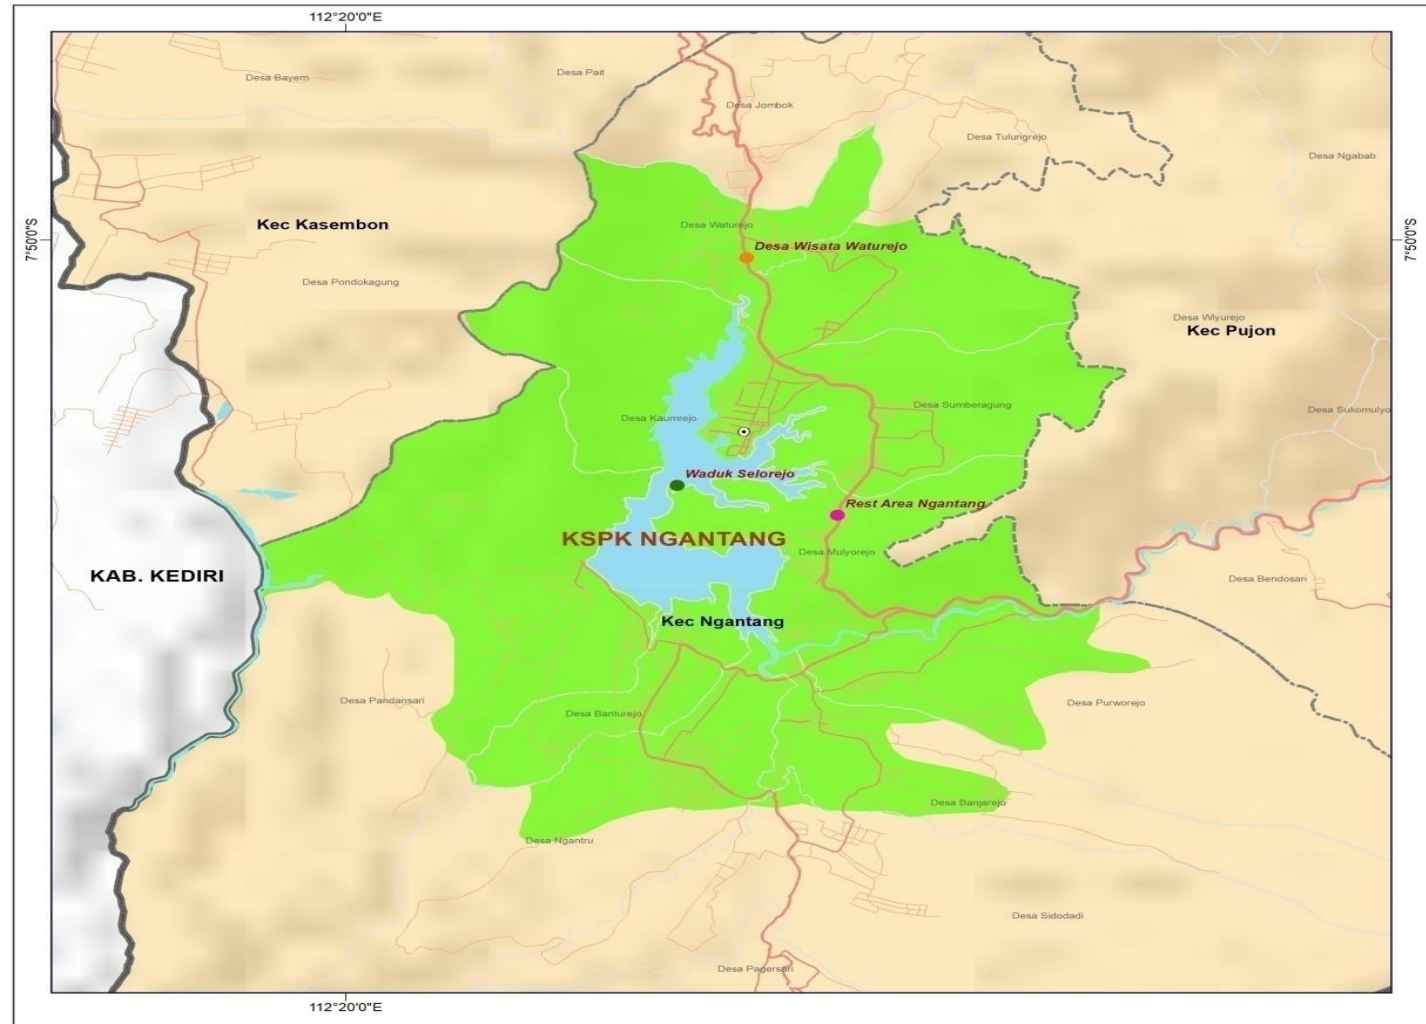 112°20'0"E
Desa Pait
Desa Bayem
Desa Jombok
Desa Tulungrejo
Desa Ngabab
Kec Kasembon
Desa Waturejo
7°50'0"S
7°50'0"S
Desa Wisata Waturejo
Desa Pondokagung
Desa Wiyurejo
Kec Pujon
Desa Sumberagung
Desa Sukomulyo
Desa Kaumrejo
Waduk Selorejo
Rest Area Ngantang
KSPK NGANTANG
Desa Mulyorejo
KAB. KEDIRI
Desa Bendosari
Kec Ngantang
Desa Pandansari
Desa Purworejo
Desa Banturejo
Desa Banjarejo
Desa Ngantru
Desa Sidodadi
Desa Pagersari
112°20'0"E